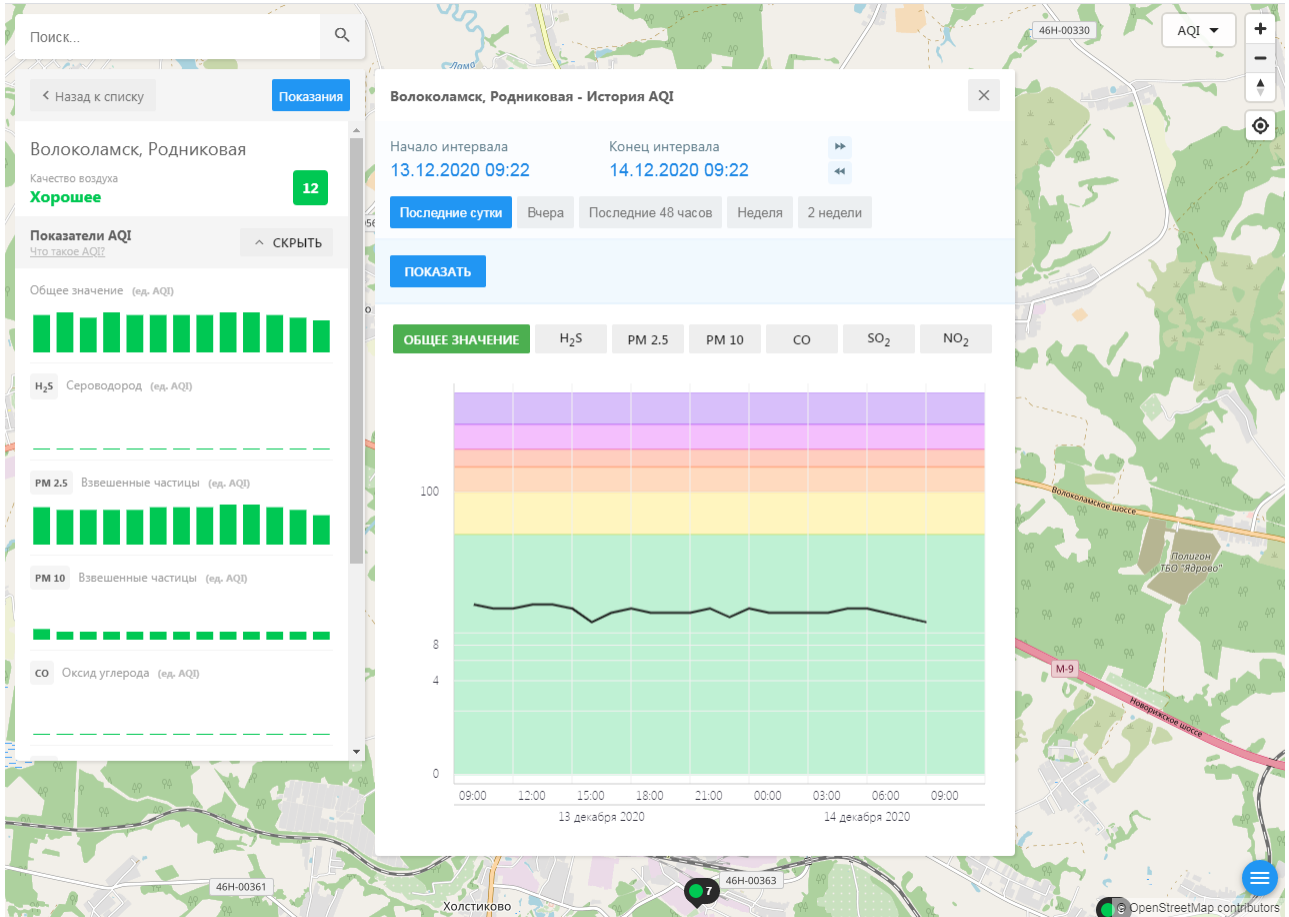 Поиск...
Назад к списку
Показания
Волоколамск, Родниковая
Качество воздуха
Хорошее
12
Показатели AQI
Что такое AQI?
СКРЫТЬ
Общее значение (ед. AQI)
H₂S Сероводород (ед. AQI)
PM 2.5 Взвешенные частицы (ед. AQI)
PM 10 Взвешенные частицы (ед. AQI)
CO Оксид углерода (ед. AQI)
Волоколамск, Родниковая - История AQI
Начало интервала
13.12.2020 09:22
Конец интервала
14.12.2020 09:22
Последние сутки
Вчера
Последние 48 часов
Неделя
2 недели
ПОКАЗАТЬ
ОБЩЕЕ ЗНАЧЕНИЕ
H₂S
PM 2.5
PM 10
CO
SO₂
NO₂
100
8
4
0
09:00 12:00 15:00 18:00 21:00 00:00 03:00 06:00 09:00
13 декабря 2020 14 декабря 2020
46Н-00330
AQI
Лама
Волоколамское шоссе
Полигон
ТБО "Ядрово"
М-9
Новорижское шоссе
46Н-00361
46Н-00363
7
Холстиково
© OpenStreetMap contributors